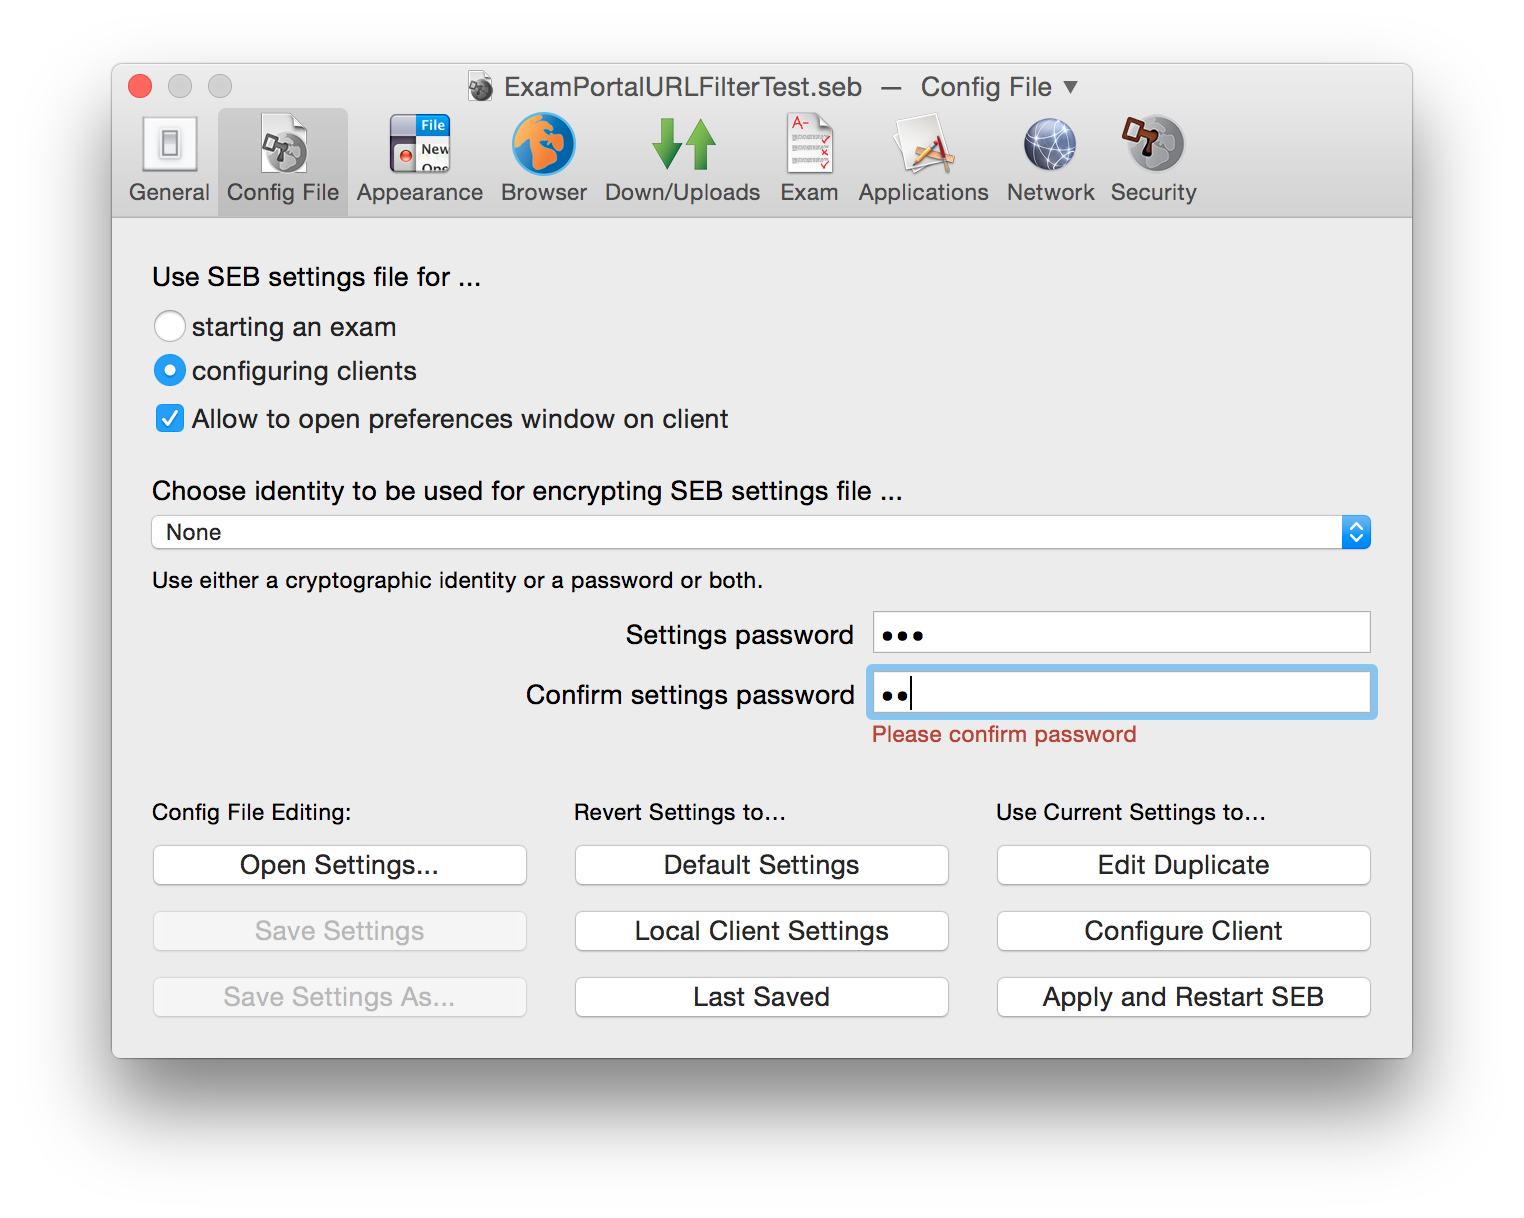 ExamPortalURLFilterTest.seb — Config File ▼
File
New
Ope
A-
General Config File Appearance Browser Down/Uploads Exam Applications Network Security
Use SEB settings file for ...
starting an exam
configuring clients
Allow to open preferences window on client
Choose identity to be used for encrypting SEB settings file ...
None
Use either a cryptographic identity or a password or both.
Settings password •••
Confirm settings password ••
Please confirm password
Config File Editing: Revert Settings to... Use Current Settings to...
Open Settings... Default Settings Edit Duplicate
Save Settings Local Client Settings Configure Client
Save Settings As... Last Saved Apply and Restart SEB